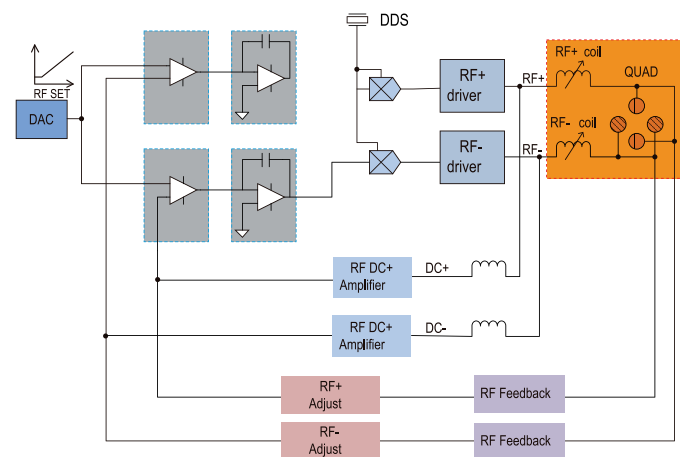 DDS
RF+ coil
QUAD
RF SET
DAC
RF+
driver
RF+
RF- coil
RF-
driver
RF-
RF DC+
Amplifier
DC+
RF DC+
Amplifier
DC-
RF+
Adjust
RF Feedback
RF-
Adjust
RF Feedback